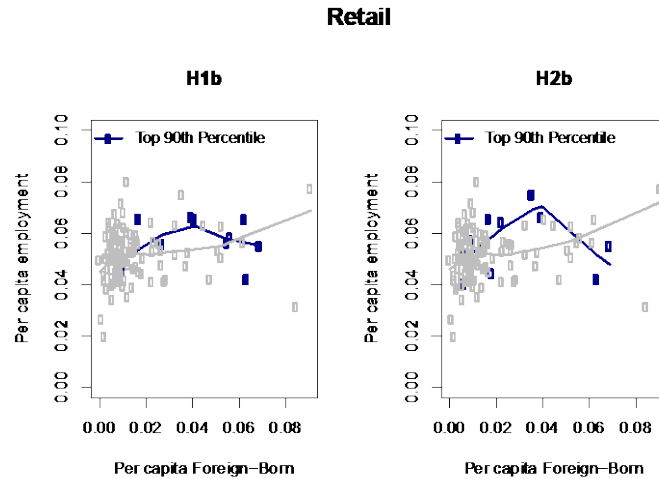 Retail
H1b
Top 90th Percentile
Per capita employment
0.10
0.08
0.06
0.04
0.02
0.00
0.00 0.02 0.04 0.06 0.08
Per capita Foreign-Born
H2b
Top 90th Percentile
Per capita employment
0.10
0.08
0.06
0.04
0.02
0.00
0.00 0.02 0.04 0.06 0.08
Per capita Foreign-Born